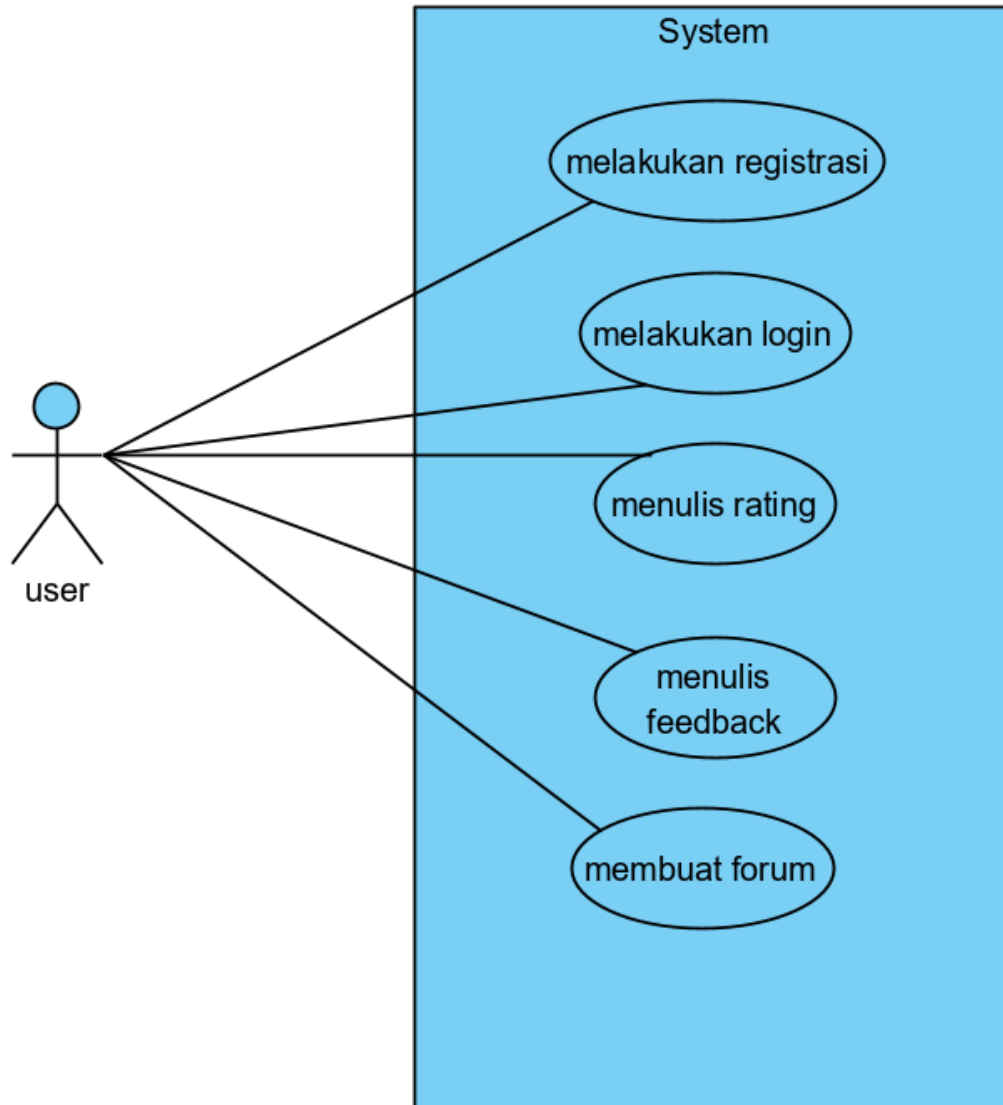 System
melakukan registrasi
melakukan login
menulis rating
user
menulis
feedback
membuat forum